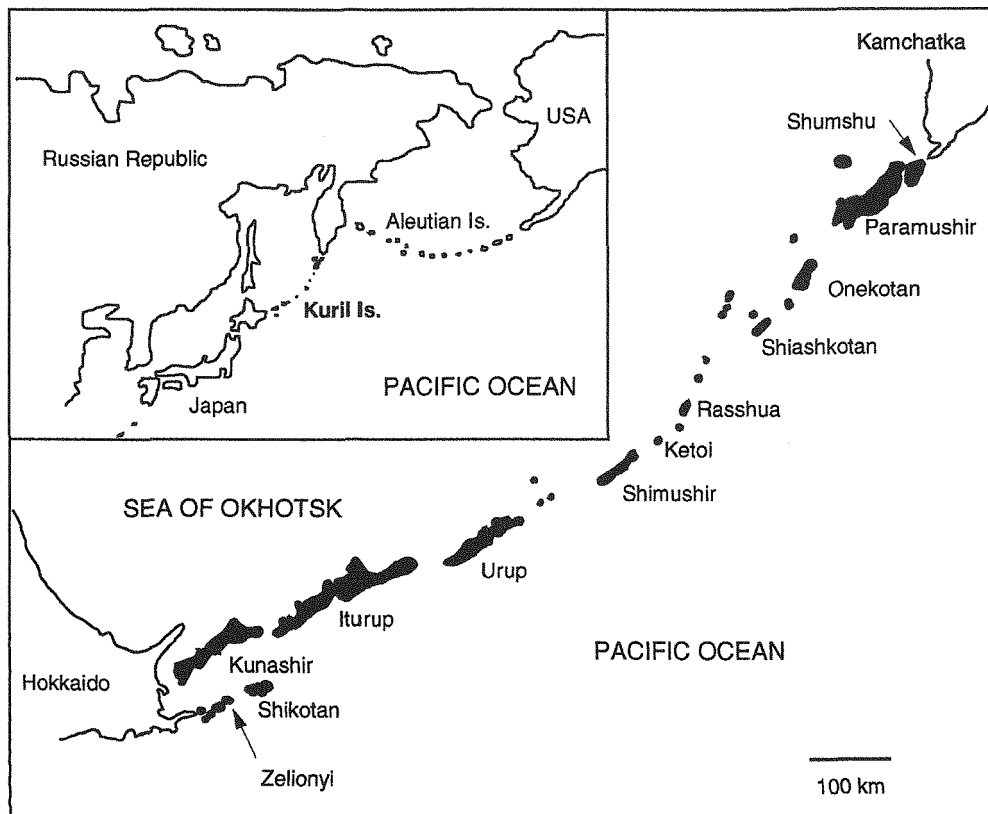 Kamchatka
USA
Shumshu
Russian Republic
Aleutian Is.
Paramushir
Onekotan
Kuril Is.
Shiashkotan
PACIFIC OCEAN
Japan
Rasshua
Ketoi
Shimushir
SEA OF OKHOTSK
Urup
Iturup
PACIFIC OCEAN
Kunashir
Hokkaido
Shikotan
Zelionyi
100 km